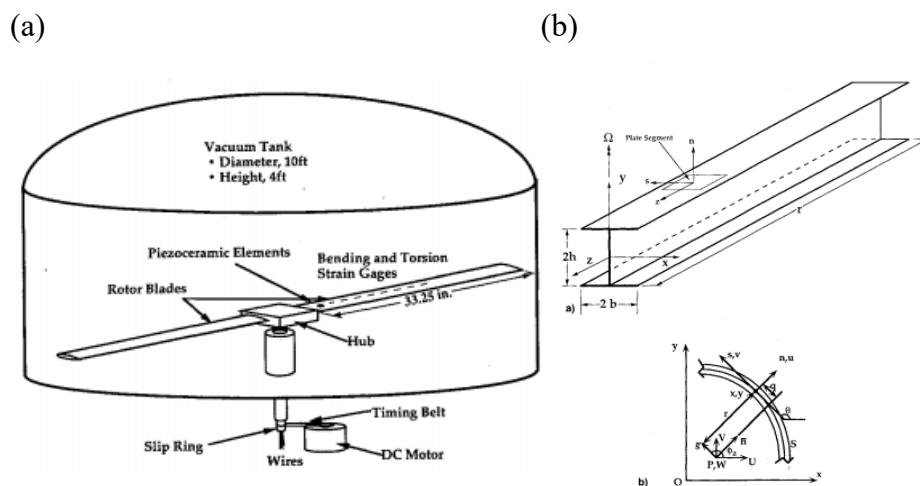 (a)
(b)
Vacuum Tank
• Diameter, 10ft
• Height, 4ft
Piezoceramic Elements
Bending and Torsion
Strain Gages
Rotor Blades
33.25 in.
Hub
Timing Belt
Slip Ring
Wires
DC Motor
Plate Segment
Ω
n
y
s
z
r
2h
z
x
a)
2 b
y
s,v
n,u
x,y
q
θ
r
s̄
V
n̄
S
ϕz
U
P,W
b)
O
x